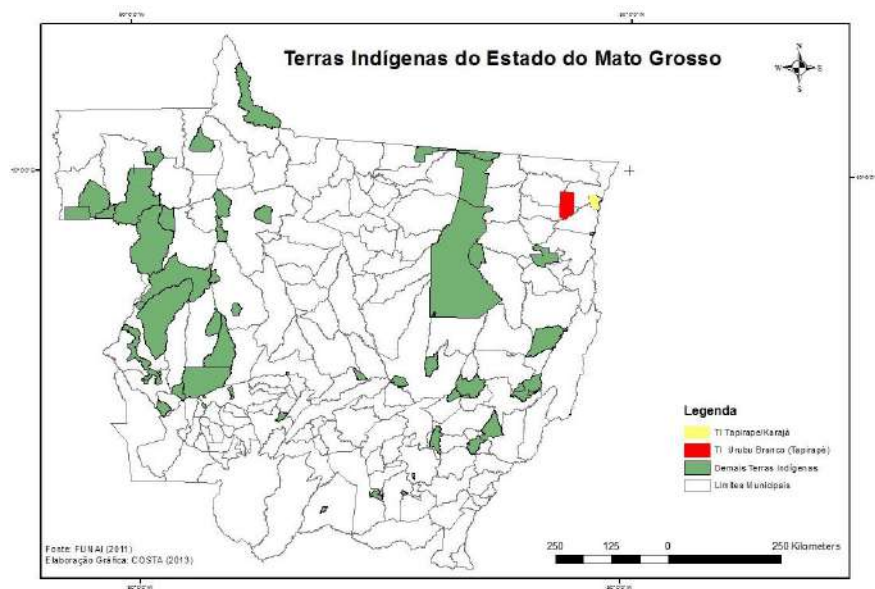 Terras Indígenas do Estado do Mato Grosso
N
W E
S
Legenda
TI Tapirape/Karajá
TI Urubu Branco (Tapirapé)
Demais Terras Indígenas
Limites Municipais
Fonte: FUNAI (2011)
Elaboração Gráfica: COSTA (2013)
250 125 0 250 Kilometers